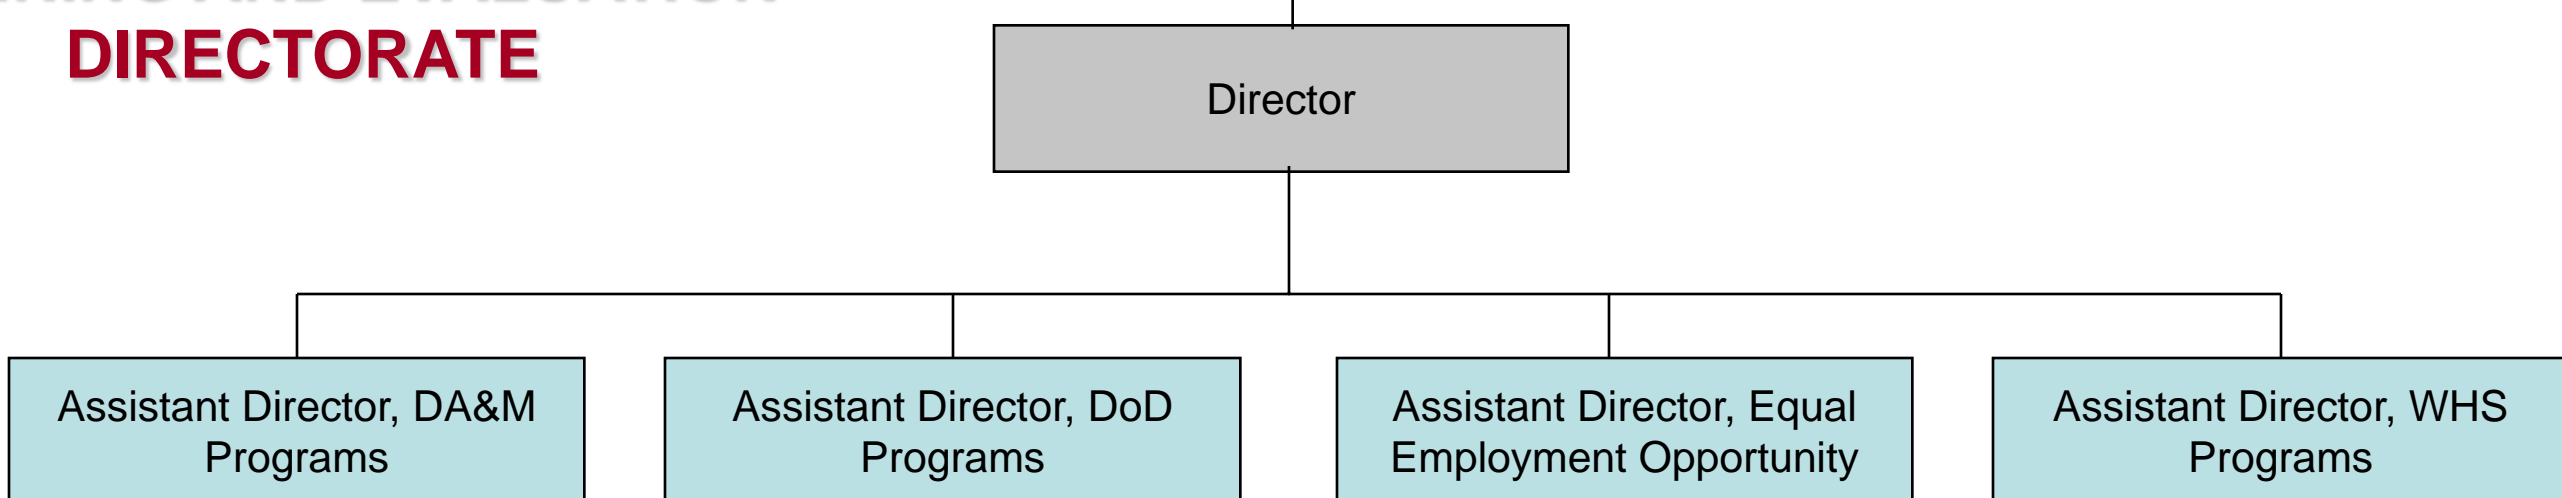 DIRECTORATE
Director
Assistant Director, DA&M
Programs
Assistant Director, DoD
Programs
Assistant Director, Equal
Employment Opportunity
Assistant Director, WHS
Programs